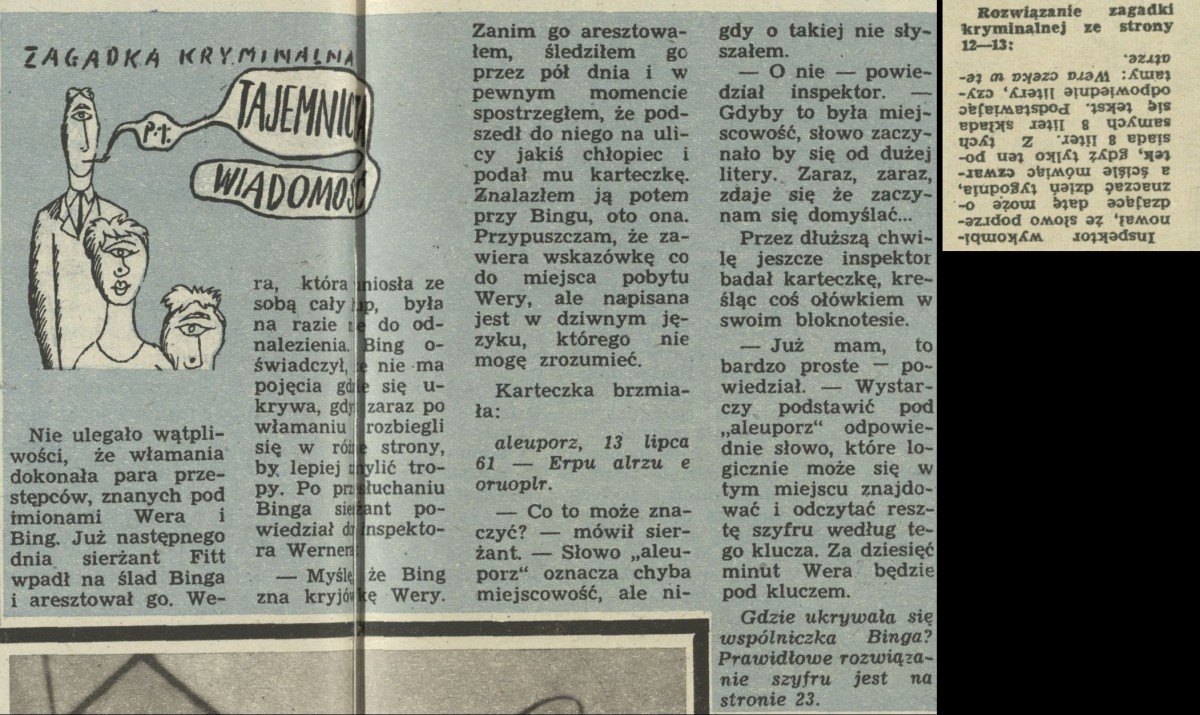 ZAGADKA KRYMINALNA
p.t.
TAJEMNICA
WIADOMOŚĆ
Nie ulegało wątpli-
wości, że włamania
dokonała para prze-
stępców, znanych pod
imionami Wera i
Bing. Już następnego
dnia sierżant Fitt
wpadł na ślad Binga
i aresztował go. We-
ra, która uniosła ze
sobą cały łup, była
na razie nie do od-
nalezienia. Bing o-
świadczył, że nie ma
pojęcia gdzie się u-
krywa, gdyż zaraz po
włamaniu rozbiegli
się w różne strony,
by lepiej zmylić tro-
py. Po przesłuchaniu
Binga sierżant po-
wiedział do inspekto-
ra Wernera:
— Myślę, że Bing
zna kryjówkę Wery.
Zanim go aresztowa-
łem, śledziłem go
przez pół dnia i w
pewnym momencie
spostrzegłem, że pod-
szedł do niego na uli-
cy jakiś chłopiec i
podał mu karteczkę.
Znalazłem ją potem
przy Bingu, oto ona.
Przypuszczam, że za-
wiera wskazówkę co
do miejsca pobytu
Wery, ale napisana
jest w dziwnym ję-
zyku, którego nie
mogę zrozumieć.
Karteczka brzmia-
ła:
aleuporz, 13 lipca
61 — Erpu alrzu e
oruoplr.
— Co to może zna-
czyć? — mówił sier-
żant. — Słowo „aleu-
porz“ oznacza chyba
miejscowość, ale ni-
gdy o takiej nie sły-
szałem.
— O nie — powie-
dział inspektor. —
Gdyby to była miej-
scowość, słowo zaczy-
nało by się od dużej
litery. Zaraz, zaraz,
zdaje się że zaczy-
nam się domyślać...
Przez dłuższą chwi-
lę jeszcze inspektor
badał karteczkę, kre-
śląc coś ołówkiem w
swoim bloknotesie.
— Już mam, to
bardzo proste — po-
wiedział. — Wystar-
czy podstawić pod
„aleuporz“ odpowie-
dnie słowo, które lo-
gicznie może się w
tym miejscu znajdo-
wać i odczytać resz-
tę szyfru według te-
go klucza. Za dziesięć
minut Wera będzie
pod kluczem.
Gdzie ukrywała się
wspólniczka Binga?
Prawidłowe rozwiąza-
nie szyfru jest na
stronie 23.
Rozwiązanie zagadki
kryminalnej ze strony
12—13:
Inspektor wykombi-
nował, że słowo poprze-
dzające datę może o-
znaczać dzień tygodnia,
a ściśle mówiąc czwar-
tek, gdyż tylko ten po-
siada 8 liter. Z tych
samych 8 liter składa
się tekst. Podstawiając
odpowiednie litery, czy-
tamy: Wera czeka w te-
atrze.